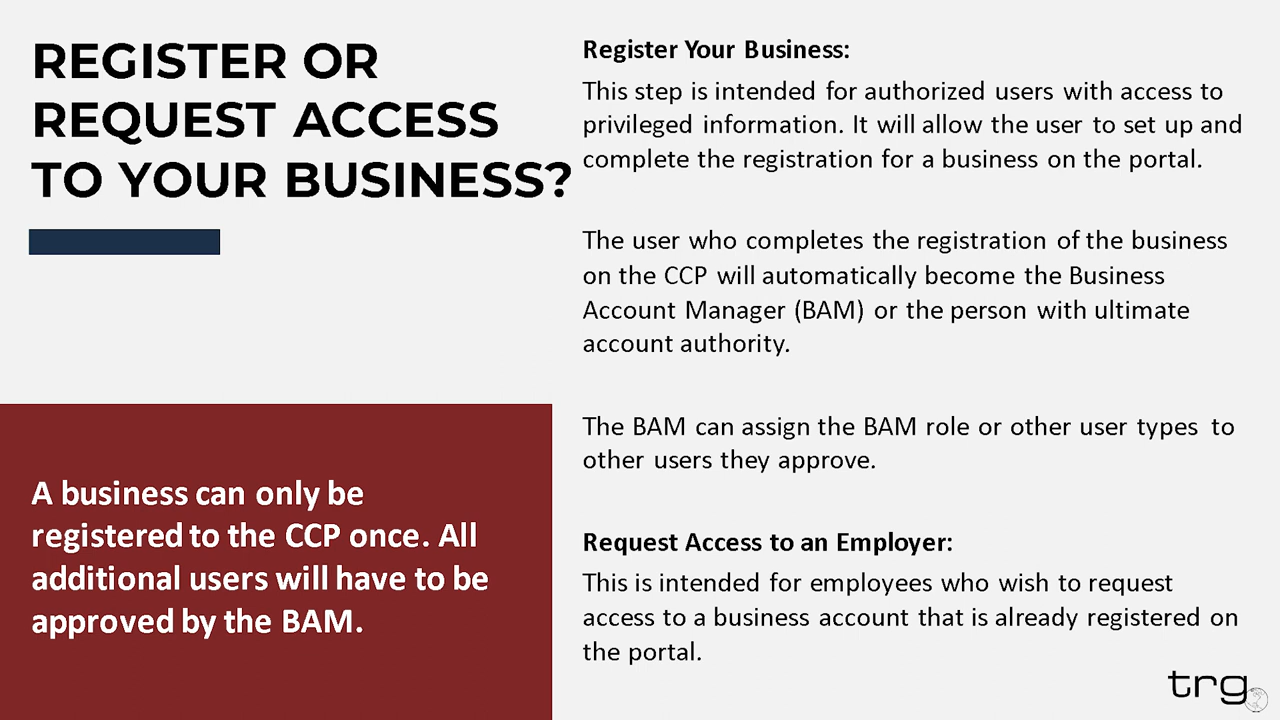 REGISTER OR
REQUEST ACCESS
TO YOUR BUSINESS?
A business can only be
registered to the CCP once. All
additional users will have to be
approved by the BAM.
Register Your Business:
This step is intended for authorized users with access to
privileged information. It will allow the user to set up and
complete the registration for a business on the portal.
The user who completes the registration of the business
on the CCP will automatically become the Business
Account Manager (BAM) or the person with ultimate
account authority.
The BAM can assign the BAM role or other user types to
other users they approve.
Request Access to an Employer:
This is intended for employees who wish to request
access to a business account that is already registered on
the portal.
trg